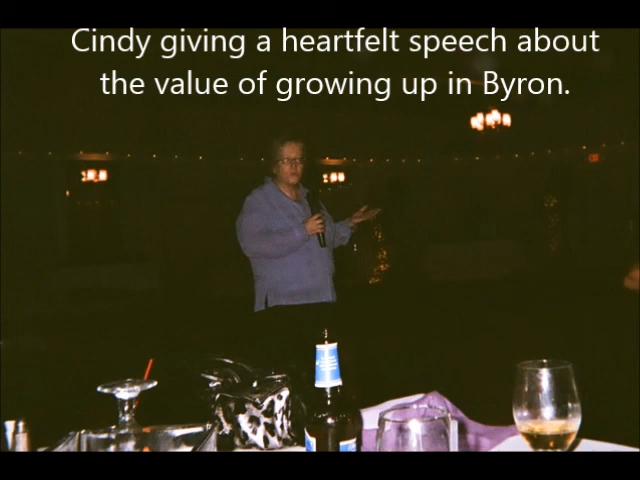 Cindy giving a heartfelt speech about
the value of growing up in Byron.